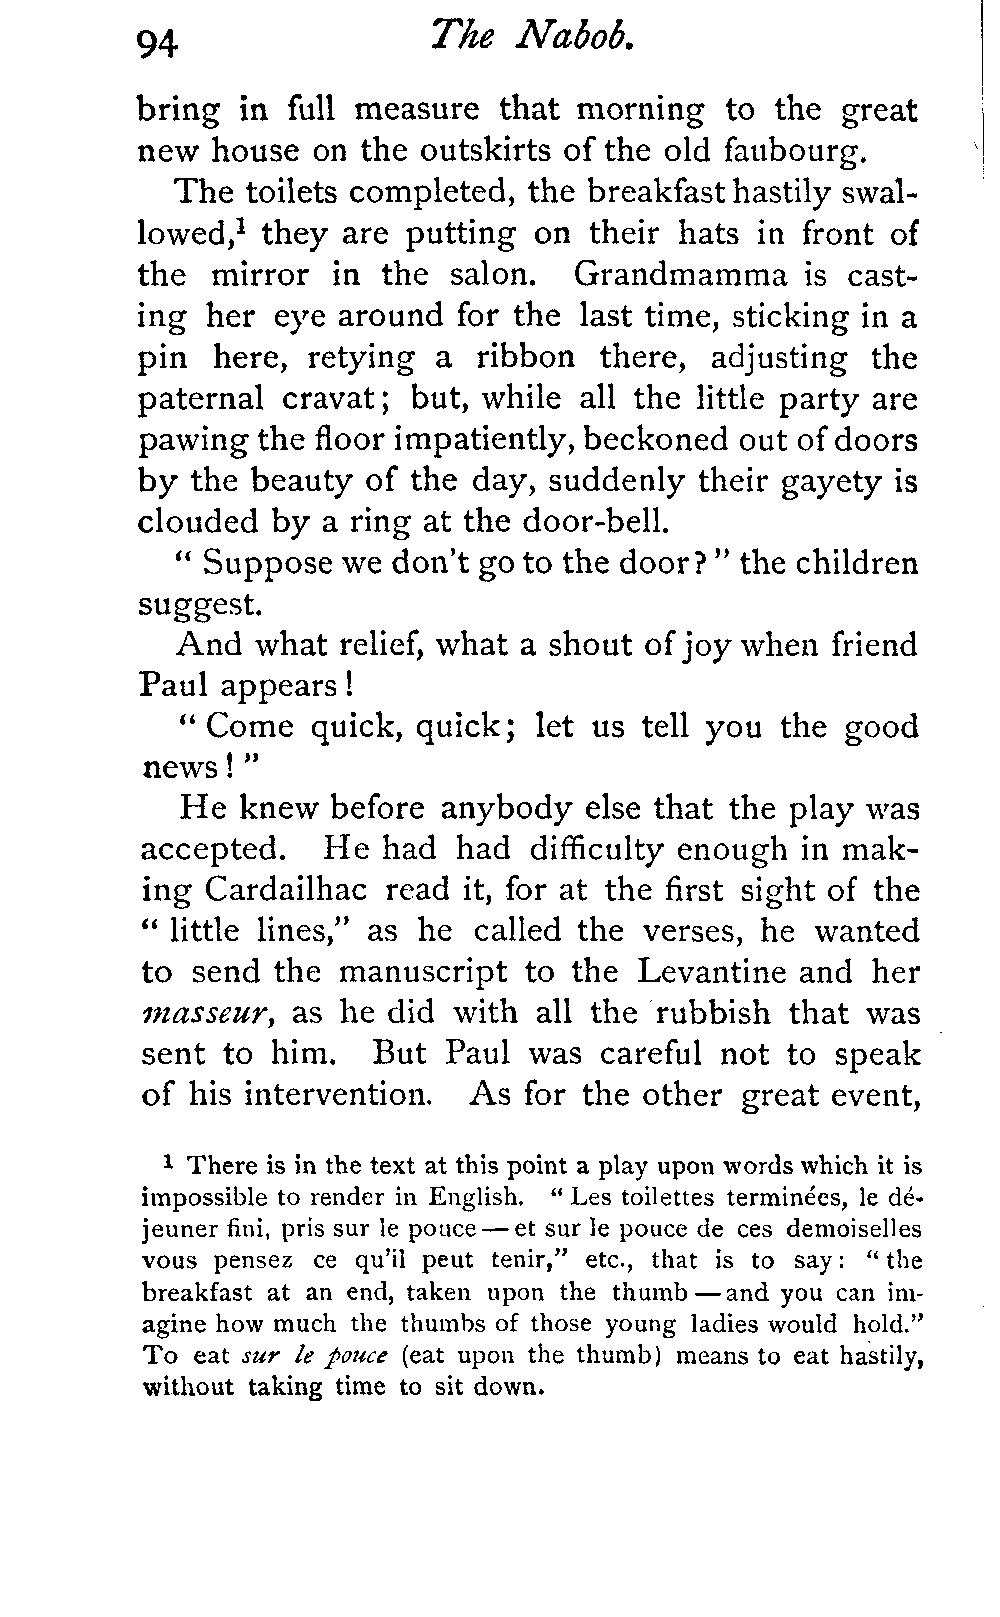 94 The Nabob.
bring in full measure that morning to the great
new house on the outskirts of the old faubourg.
The toilets completed, the breakfast hastily swal-
lowed,¹ they are putting on their hats in front of
the mirror in the salon. Grandmamma is cast-
ing her eye around for the last time, sticking in a
pin here, retying a ribbon there, adjusting the
paternal cravat; but, while all the little party are
pawing the floor impatiently, beckoned out of doors
by the beauty of the day, suddenly their gayety is
clouded by a ring at the door-bell.
" Suppose we don't go to the door? " the children
suggest.
And what relief, what a shout of joy when friend
Paul appears !
" Come quick, quick; let us tell you the good
news ! "
He knew before anybody else that the play was
accepted. He had had difficulty enough in mak-
ing Cardailhac read it, for at the first sight of the
" little lines," as he called the verses, he wanted
to send the manuscript to the Levantine and her
masseur, as he did with all the rubbish that was
sent to him. But Paul was careful not to speak
of his intervention. As for the other great event,
¹ There is in the text at this point a play upon words which it is
impossible to render in English. " Les toilettes terminées, le dé-
jeuner fini, pris sur le pouce — et sur le pouce de ces demoiselles
vous pensez ce qu'il peut tenir," etc., that is to say: " the
breakfast at an end, taken upon the thumb — and you can im-
agine how much the thumbs of those young ladies would hold."
To eat sur le pouce (eat upon the thumb) means to eat hastily,
without taking time to sit down.